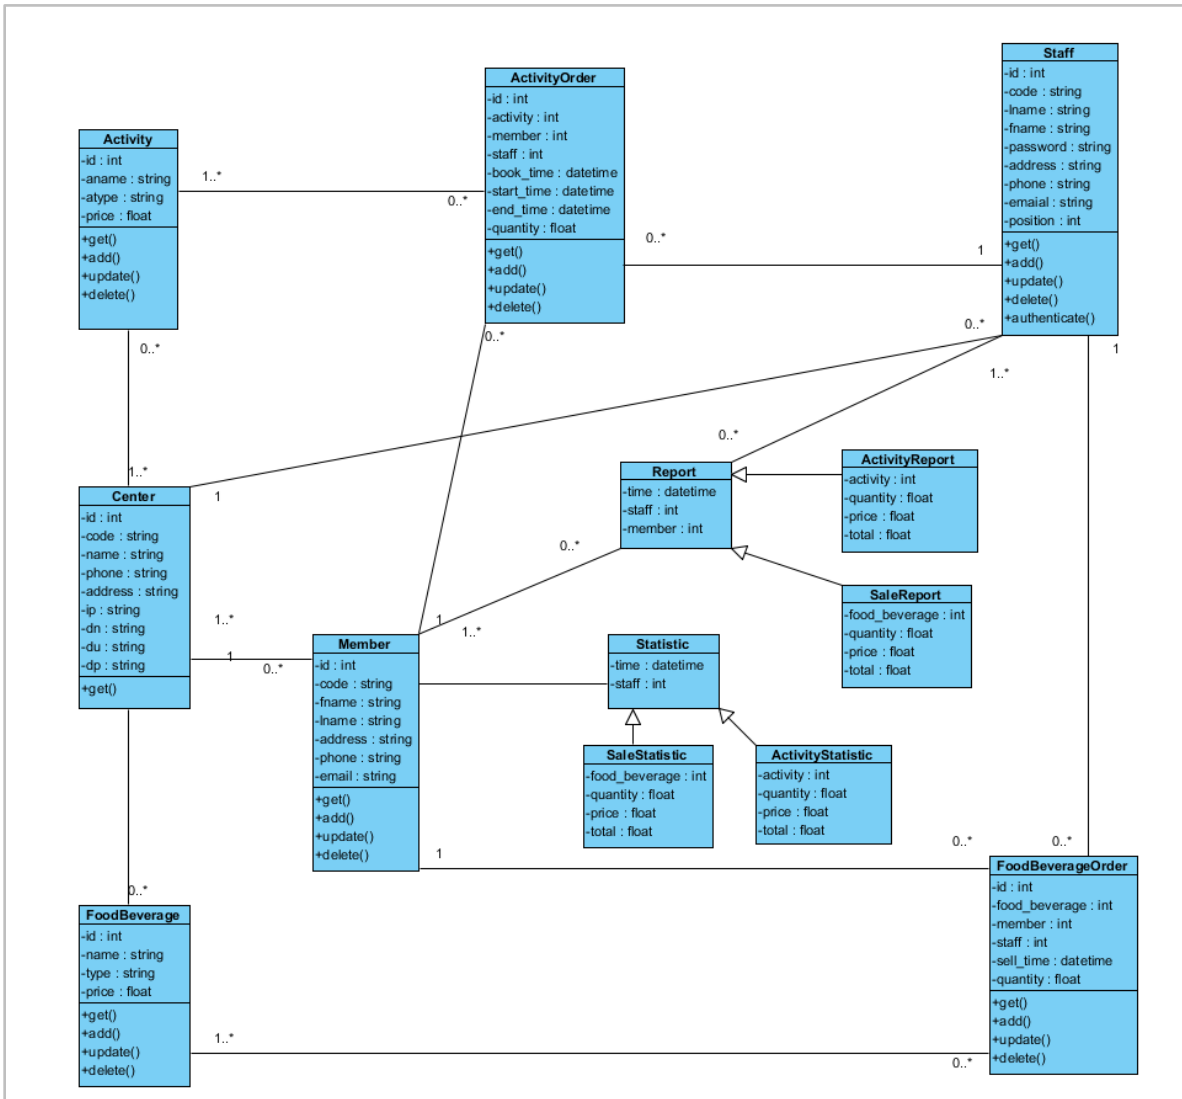 Activity
-id : int
-aname : string
-atype : string
-price : float
+get()
+add()
+update()
+delete()
1..*
0..*
ActivityOrder
-id : int
-activity : int
-member : int
-staff : int
-book_time : datetime
-start_time : datetime
-end_time : datetime
-quantity : float
+get()
+add()
+update()
+delete()
0..*
1
Staff
-id : int
-code : string
-lname : string
-fname : string
-password : string
-address : string
-phone : string
-emaial : string
-position : int
+get()
+add()
+update()
+delete()
+authenticate()
0..*
0..*
0..*
1
1..*
0..*
1..*
1
Center
-id : int
-code : string
-name : string
-phone : string
-address : string
-ip : string
-dn : string
-du : string
-dp : string
+get()
Report
-time : datetime
-staff : int
-member : int
ActivityReport
-activity : int
-quantity : float
-price : float
-total : float
0..*
SaleReport
-food_beverage : int
-quantity : float
-price : float
-total : float
1..*
1
0..*
1
1..*
Member
-id : int
-code : string
-fname : string
-lname : string
-address : string
-phone : string
-email : string
+get()
+add()
+update()
+delete()
Statistic
-time : datetime
-staff : int
SaleStatistic
-food_beverage : int
-quantity : float
-price : float
-total : float
ActivityStatistic
-activity : int
-quantity : float
-price : float
-total : float
1
0..*
0..*
0..*
FoodBeverage
-id : int
-name : string
-type : string
-price : float
+get()
+add()
+update()
+delete()
1..*
0..*
FoodBeverageOrder
-id : int
-food_beverage : int
-member : int
-staff : int
-sell_time : datetime
-quantity : float
+get()
+add()
+update()
+delete()